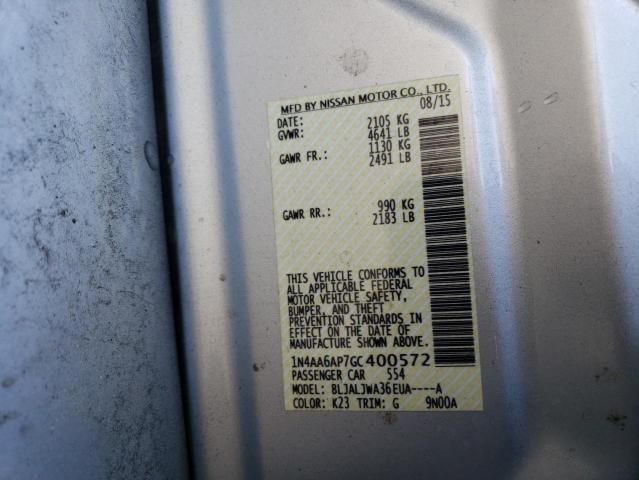 MFD BY NISSAN MOTOR CO., LTD.
DATE: 08/15
GVWR: 2105 KG
4641 LB
GAWR FR.: 1130 KG
2491 LB
GAWR RR.: 990 KG
2183 LB
THIS VEHICLE CONFORMS TO
ALL APPLICABLE FEDERAL
MOTOR VEHICLE SAFETY,
BUMPER, AND THEFT
PREVENTION STANDARDS IN
EFFECT ON THE DATE OF
MANUFACTURE SHOWN ABOVE.
1N4AA6AP7GC400572
PASSENGER CAR 554
MODEL: BLJALJWA36EUA----A
COLOR: K23 TRIM: G 9N00A